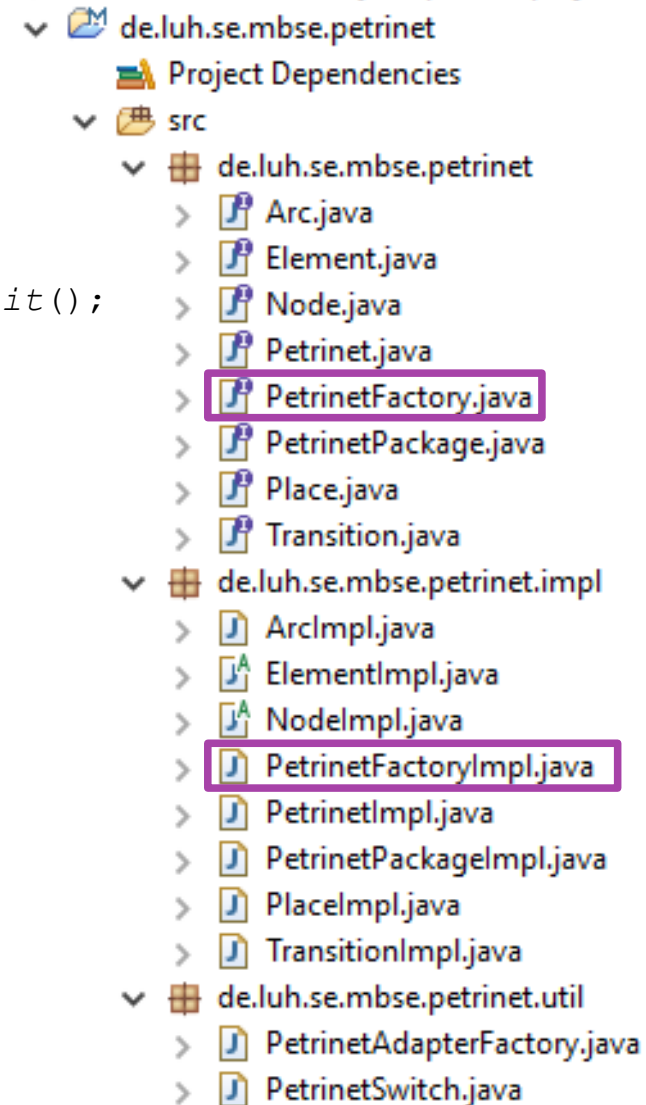 de.luh.se.mbse.petrinet
Project Dependencies
src
de.luh.se.mbse.petrinet
Arc.java
Element.java
it();
Node.java
Petrinet.java
PetrinetFactory.java
PetrinetPackage.java
Place.java
Transition.java
de.luh.se.mbse.petrinet.impl
ArcImpl.java
ElementImpl.java
NodeImpl.java
PetrinetFactoryImpl.java
PetrinetImpl.java
PetrinetPackageImpl.java
PlaceImpl.java
TransitionImpl.java
de.luh.se.mbse.petrinet.util
PetrinetAdapterFactory.java
PetrinetSwitch.java